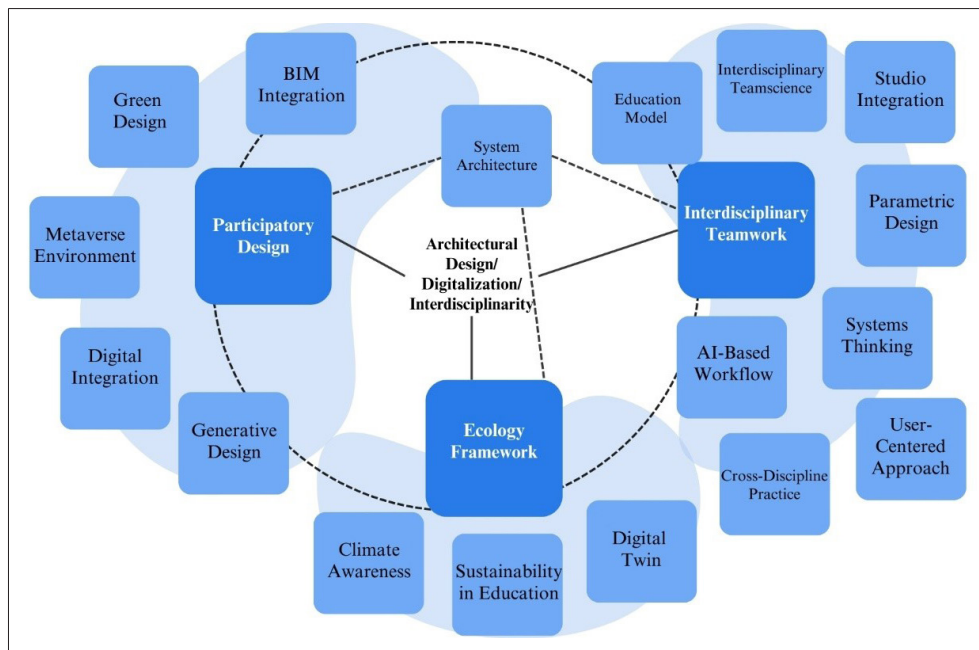 Green
Design
BIM
Integration
Education
Model
Interdisciplinary
Teamscience
Studio
Integration
System
Architecture
Metaverse
Environment
Participatory
Design
Interdisciplinary
Teamwork
Parametric
Design
Architectural
Design/
Digitalization/
Interdisciplinarity
Digital
Integration
AI-Based
Workflow
Systems
Thinking
Generative
Design
Ecology
Framework
User-
Centered
Approach
Cross-Discipline
Practice
Climate
Awareness
Sustainability
in Education
Digital
Twin